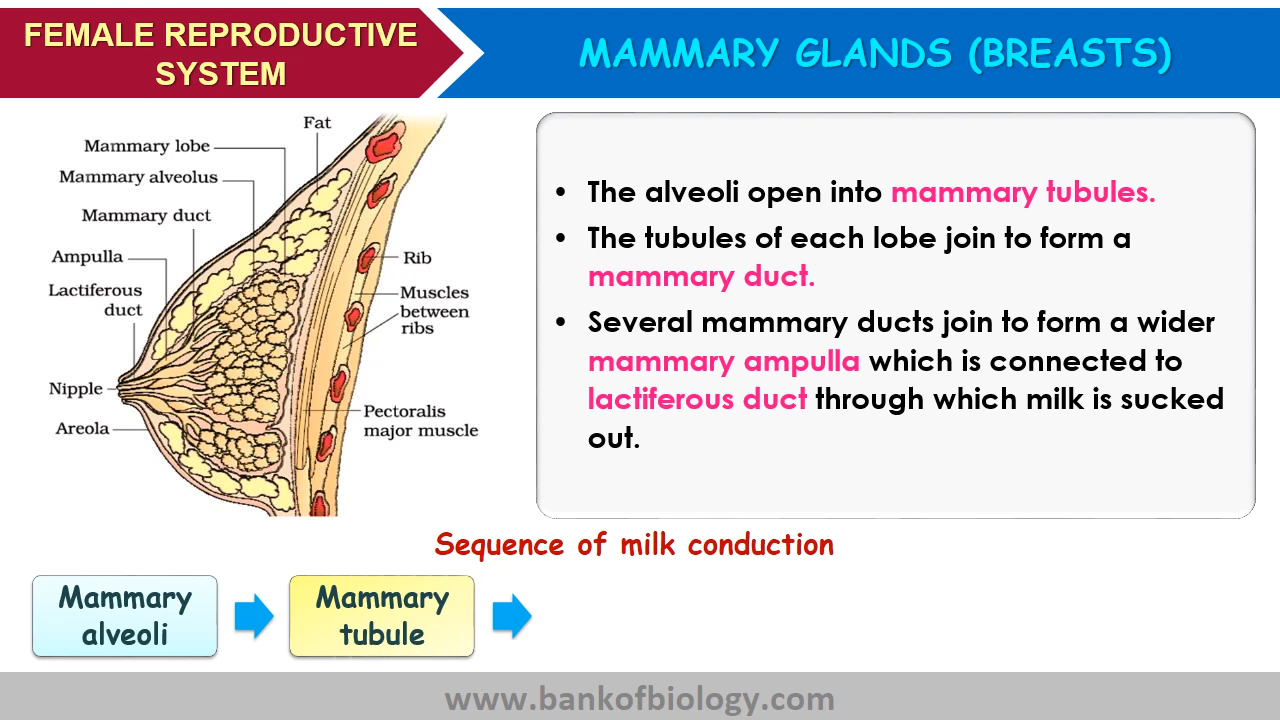 FEMALE REPRODUCTIVE
SYSTEM
MAMMARY GLANDS (BREASTS)
Fat
Mammary lobe
Mammary alveolus
Mammary duct
Ampulla
Lactiferous
duct
Nipple
Areola
Rib
Muscles
between
ribs
Pectoralis
major muscle
• The alveoli open into mammary tubules.
• The tubules of each lobe join to form a
mammary duct.
• Several mammary ducts join to form a wider
mammary ampulla which is connected to
lactiferous duct through which milk is sucked
out.
Sequence of milk conduction
Mammary
alveoli
Mammary
tubule
www.bankofbiology.com